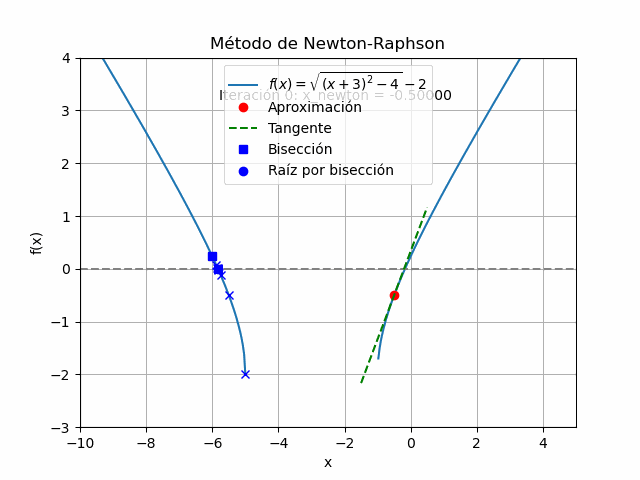 Método de Newton-Raphson
f(x) = √(x + 3)² − 4 − 2
Iteración 0: x_newton = -0.50000
Aproximación
Tangente
Bisección
Raíz por bisección
f(x)
4
3
2
1
0
−1
−2
−3
−10
−8
−6
−4
−2
0
2
4
x